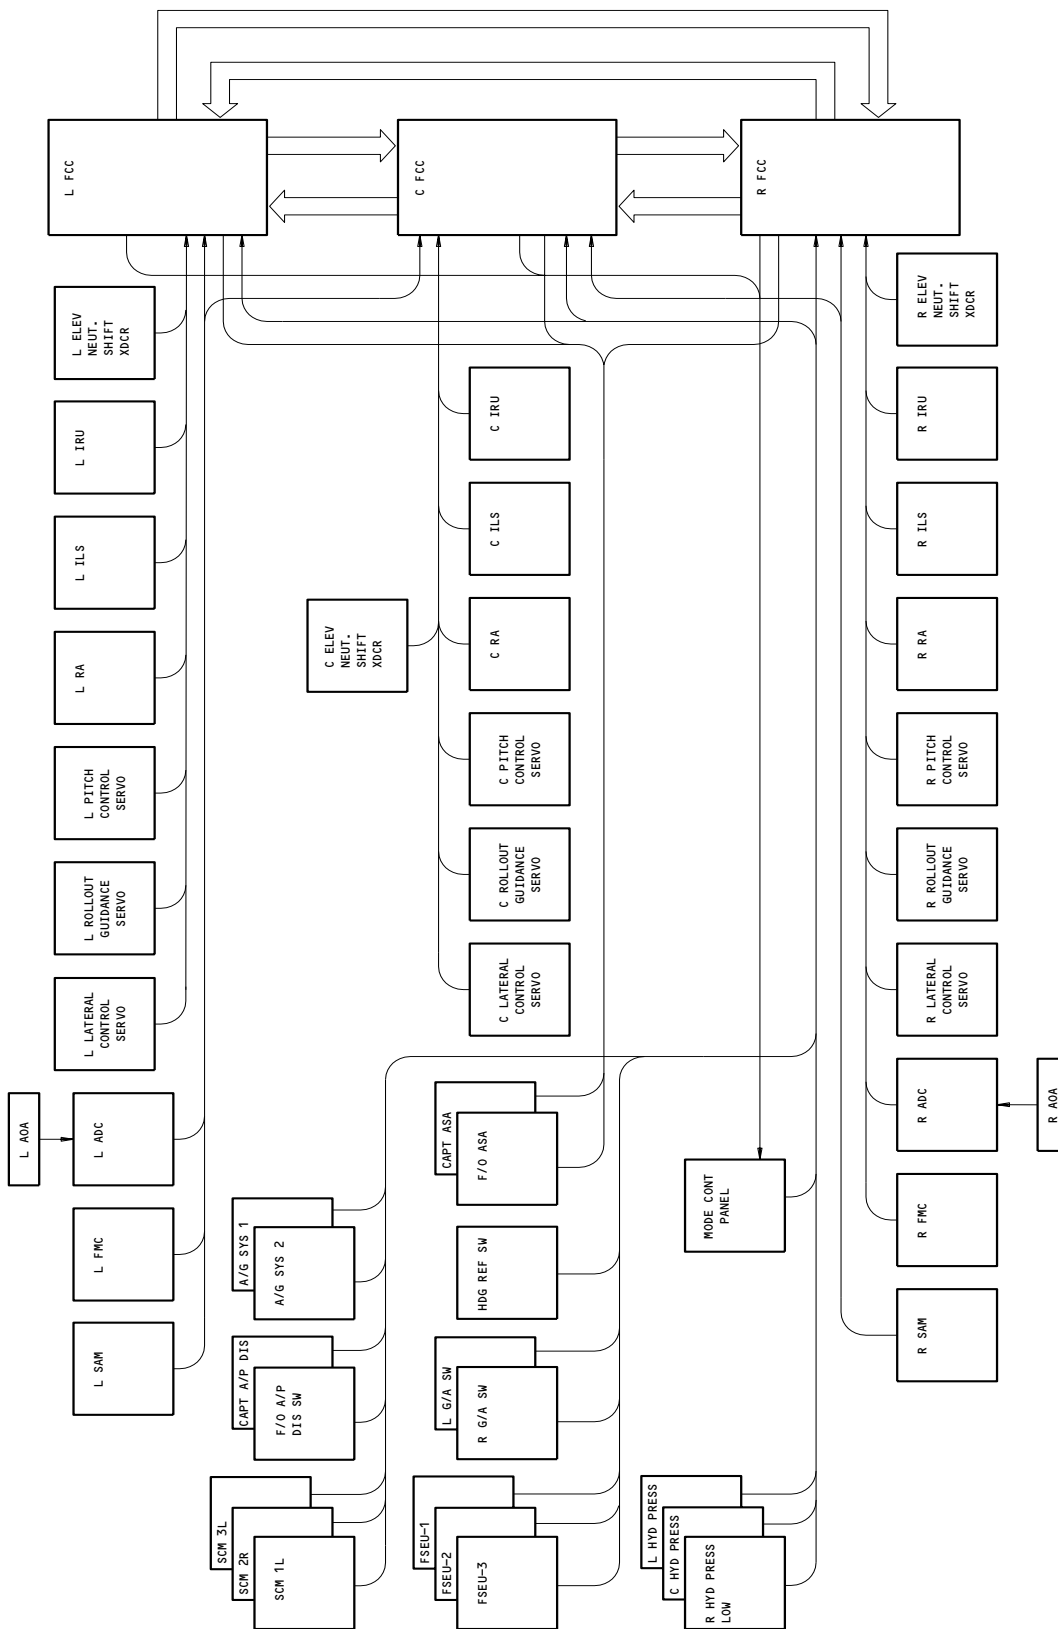 L FCC
C FCC
R FCC
L ELEV
NEUT.
SHIFT
XDCR
R ELEV
NEUT.
SHIFT
XDCR
L IRU
C IRU
R IRU
L ILS
C ILS
R ILS
L RA
C ELEV
NEUT.
SHIFT
XDCR
C RA
R RA
L PITCH
CONTROL
SERVO
C PITCH
CONTROL
SERVO
R PITCH
CONTROL
SERVO
L ROLLOUT
GUIDANCE
SERVO
C ROLLOUT
GUIDANCE
SERVO
R ROLLOUT
GUIDANCE
SERVO
L LATERAL
CONTROL
SERVO
C LATERAL
CONTROL
SERVO
R LATERAL
CONTROL
SERVO
L AOA
L ADC
CAPT ASA
F/O ASA
R ADC
R AOA
L FMC
A/G SYS 1
A/G SYS 2
HDG REF SW
MODE CONT
PANEL
R FMC
L SAM
CAPT A/P DIS
F/O A/P
DIS SW
L G/A SW
R G/A SW
R SAM
SCM 3L
SCM 2R
SCM 1L
FSEU-1
FSEU-2
FSEU-3
L HYD PRESS
C HYD PRESS
R HYD PRESS
LOW